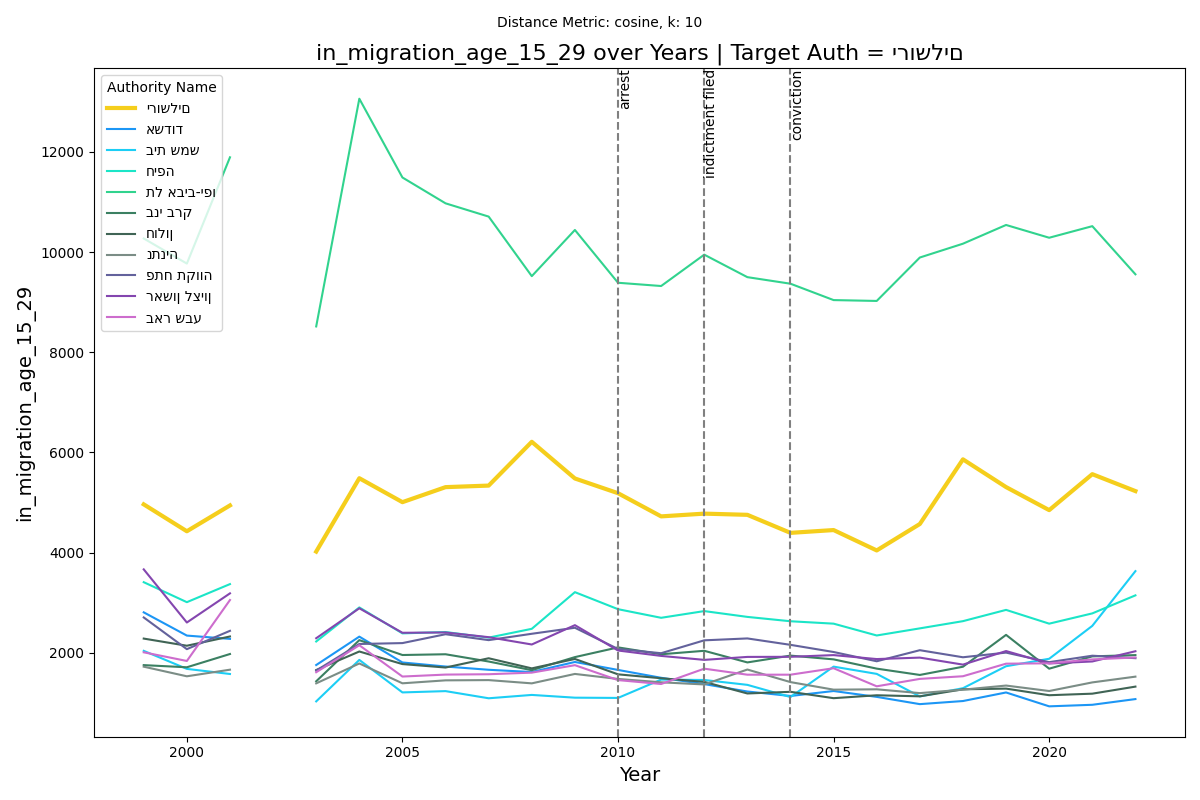 Distance Metric: cosine, k: 10
in_migration_age_15_29 over Years | Target Auth = ירושלים
Authority Name
ירושלים
אשדוד
בית שמש
חיפה
תל אביב-יפו
בני ברק
חולון
נתניה
פתח תקווה
ראשון לציון
באר שבע
arrest
indictment filed
conviction
in_migration_age_15_29
12000
10000
8000
6000
4000
2000
2000
2005
2010
2015
2020
Year